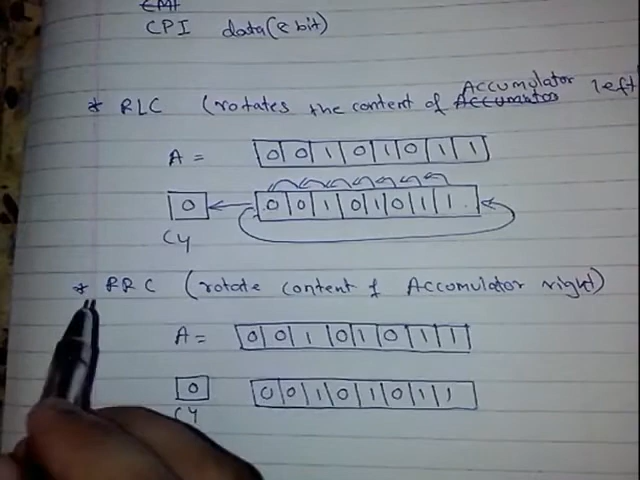 CMP
CPI data(8 bit)
* RLC (rotates the content of Accumulator left
A = 0 0 1 0 1 0 1 1
0 0 0 1 0 1 0 1 1
Cy
* RRC (rotate content of Accomulator right)
A = 0 0 1 0 1 0 1 1
0 0 0 1 0 1 0 1 1
Cy